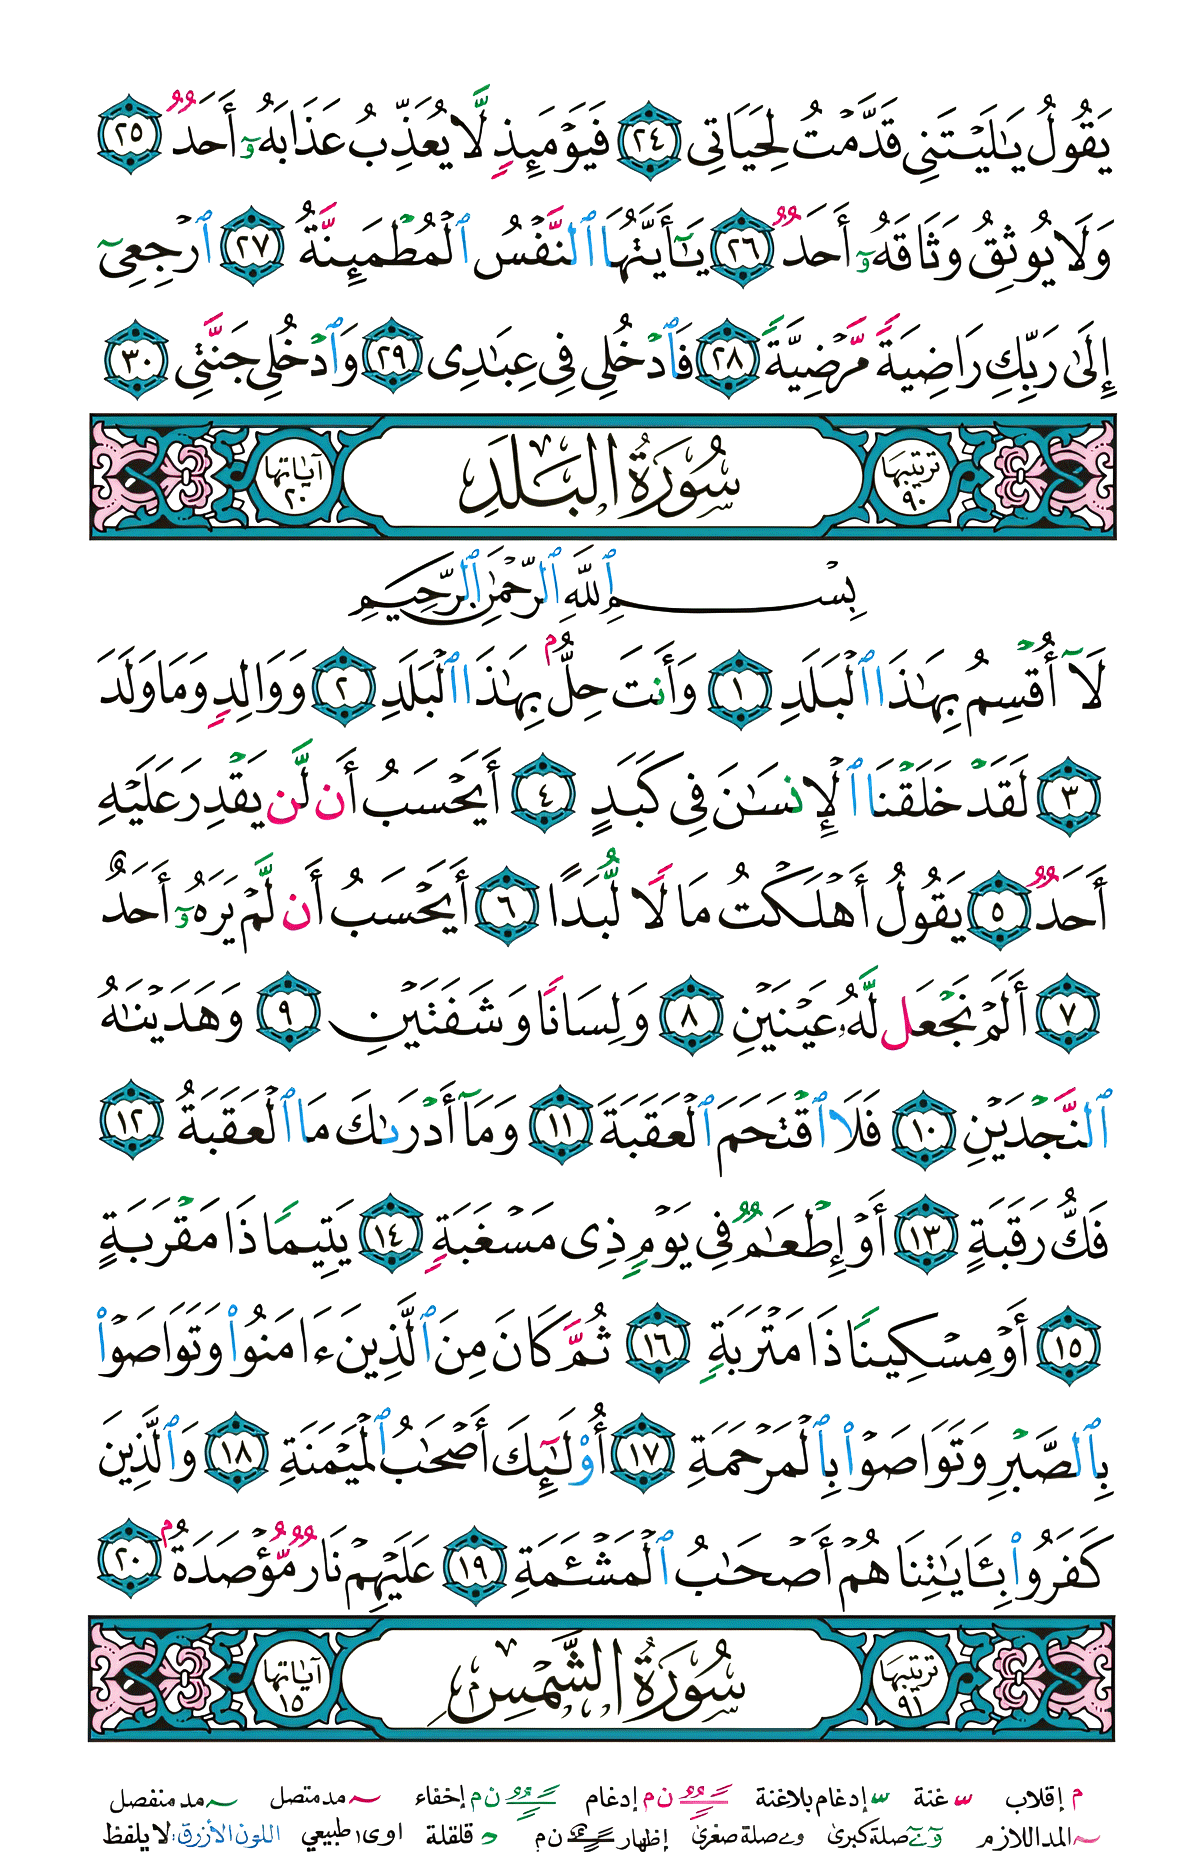 يَقُولُ يَٰلَيۡتَنِي قَدَّمۡتُ لِحَيَاتِي ٢٤ فَيَوۡمَئِذٖ لَّا يُعَذِّبُ عَذَابَهُۥٓ أَحَدٞ ٢٥
وَلَا يُوثِقُ وَثَاقَهُۥٓ أَحَدٞ ٢٦ يَٰٓأَيَّتُهَا ٱلنَّفۡسُ ٱلۡمُطۡمَئِنَّةُ ٢٧ ٱرۡجِعِيٓ
إِلَىٰ رَبِّكِ رَاضِيَةٗ مَّرۡضِيَّةٗ ٢٨ فَٱدۡخُلِي فِي عِبَٰدِي ٢٩ وَٱدۡخُلِي جَنَّتِي ٣٠
ترتيبها ٩٠ سُورَةُ الْبَلَدِ آياتها ٢٠
بِسۡمِ ٱللَّهِ ٱلرَّحۡمَٰنِ ٱلرَّحِيمِ
لَآ أُقۡسِمُ بِهَٰذَا ٱلۡبَلَدِ ١ وَأَنتَ حِلُّۢ بِهَٰذَا ٱلۡبَلَدِ ٢ وَوَالِدٖ وَمَا وَلَدَ
٣ لَقَدۡ خَلَقۡنَا ٱلۡإِنسَٰنَ فِي كَبَدٍ ٤ أَيَحۡسَبُ أَن لَّن يَقۡدِرَ عَلَيۡهِ
أَحَدٞ ٥ يَقُولُ أَهۡلَكۡتُ مَالٗا لُّبَدًا ٦ أَيَحۡسَبُ أَن لَّمۡ يَرَهُۥٓ أَحَدٌ
٧ أَلَمۡ نَجۡعَل لَّهُۥ عَيۡنَيۡنِ ٨ وَلِسَانٗا وَشَفَتَيۡنِ ٩ وَهَدَيۡنَٰهُ
ٱلنَّجۡدَيۡنِ ١٠ فَلَا ٱقۡتَحَمَ ٱلۡعَقَبَةَ ١١ وَمَآ أَدۡرَىٰكَ مَا ٱلۡعَقَبَةُ ١٢
فَكُّ رَقَبَةٍ ١٣ أَوۡ إِطۡعَٰمٞ فِي يَوۡمٖ ذِي مَسۡغَبَةٖ ١٤ يَتِيمٗا ذَا مَقۡرَبَةٍ
١٥ أَوۡ مِسۡكِينٗا ذَا مَتۡرَبَةٖ ١٦ ثُمَّ كَانَ مِنَ ٱلَّذِينَ ءَامَنُواْ وَتَوَاصَوۡاْ
بِٱلصَّبۡرِ وَتَوَاصَوۡاْ بِٱلۡمَرۡحَمَةِ ١٧ أُوْلَٰٓئِكَ أَصۡحَٰبُ ٱلۡمَيۡمَنَةِ ١٨ وَٱلَّذِينَ
كَفَرُواْ بِـَٔايَٰتِنَا هُمۡ أَصۡحَٰبُ ٱلۡمَشۡـَٔمَةِ ١٩ عَلَيۡهِمۡ نَارٞ مُّؤۡصَدَةُۢ ٢٠
ترتيبها ٩١ سُورَةُ الشَّمْسِ آياتها ١٥
م إقلاب غنة إدغام بلاغنة ن م إدغام ن م إخفاء مد متصل مد منفصل
المد اللازم صلة كبرى و ے صلة صغرى إظهار ن م قلقلة اوى طبيعي اللون الأزرق: لا يلفظ